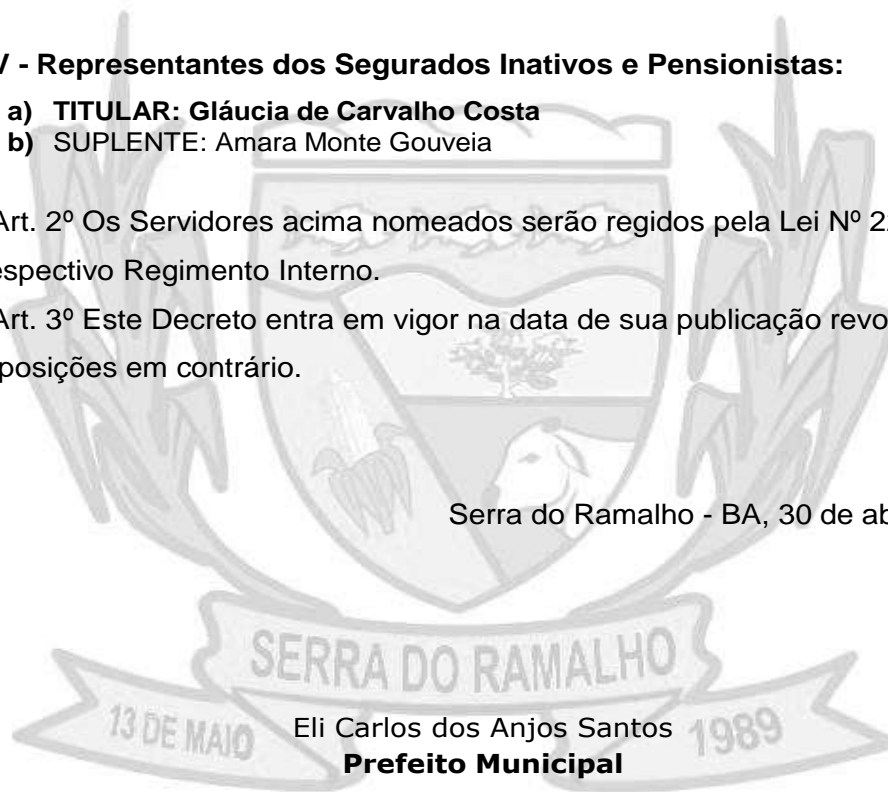 V - Representantes dos Segurados Inativos e Pensionistas:
a) TITULAR: Gláucia de Carvalho Costa
b) SUPLENTE: Amara Monte Gouveia
Art. 2º Os Servidores acima nomeados serão regidos pela Lei Nº
espectivo Regimento Interno.
Art. 3º Este Decreto entra em vigor na data de sua publicação revo
posições em contrário.
Serra do Ramalho - BA, 30 de ab
SERRA DO RAMALHO
13 DE MAIO
1989
Eli Carlos dos Anjos Santos
Prefeito Municipal